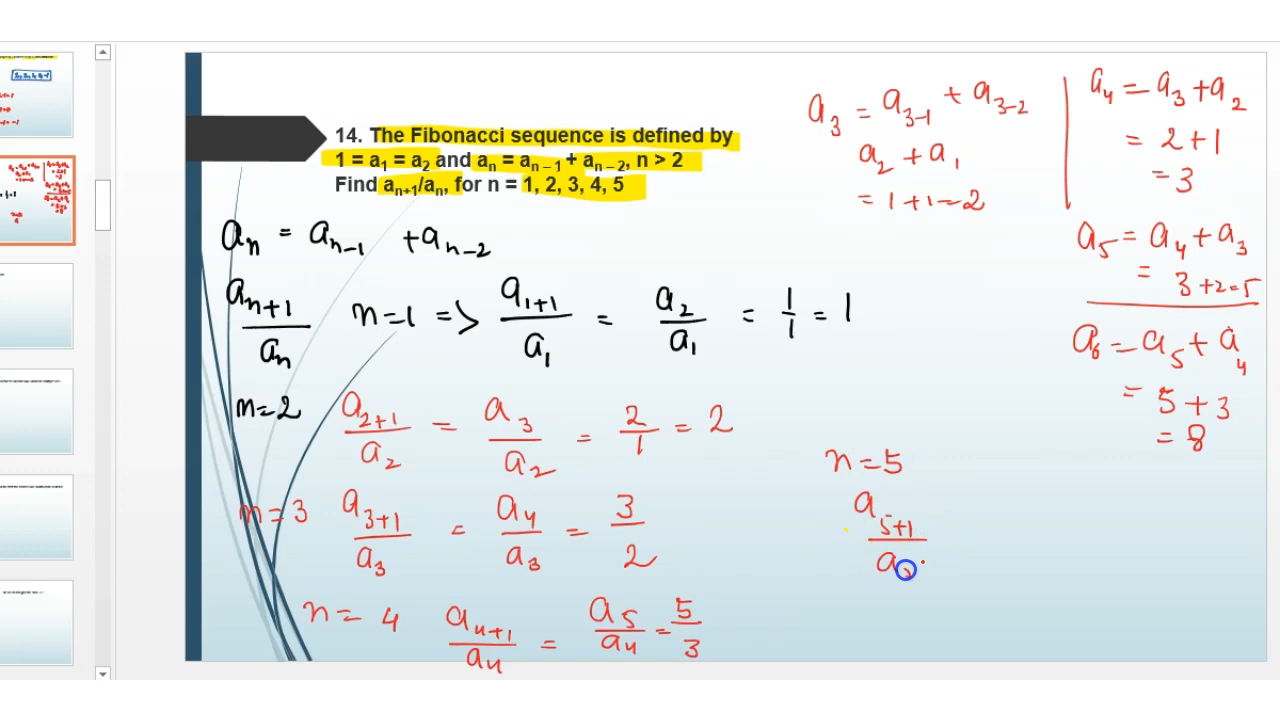 14. The Fibonacci sequence is defined by
1 = a₁ = a₂ and aₙ = aₙ₋₁ + aₙ₋₂, n > 2
Find aₙ₊₁/aₙ, for n = 1, 2, 3, 4, 5
aₙ = aₙ₋₁ + aₙ₋₂
aₙ₊₁/aₙ n=1 => a₁₊₁/a₁ = a₂/a₁ = 1/1 = 1
n=2 a₂₊₁/a₂ = a₃/a₂ = 2/1 = 2
n=3 a₃₊₁/a₃ = a₄/a₃ = 3/2
n= 4 a₄₊₁/a₄ = a₅/a₄ = 5/3
n=5
a₅₊₁/a
a₃ = a₃₋₁ + a₃₋₂
a₂ + a₁
= 1+1=2
a₄ = a₃+a₂
= 2+1
= 3
a₅ = a₄+a₃
= 3+2=5
a₆ = a₅+a₄
= 5+3
= 8